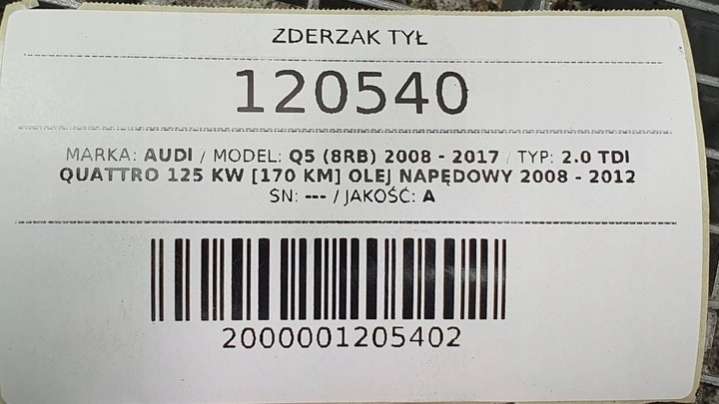 ZDERZAK TYŁ
120540
MARKA: AUDI / MODEL: Q5 (8RB) 2008 - 2017 / TYP: 2.0 TDI
QUATTRO 125 KW [170 KM] OLEJ NAPĘDOWY 2008 - 2012
SN: --- / JAKOŚĆ: A
2000001205402